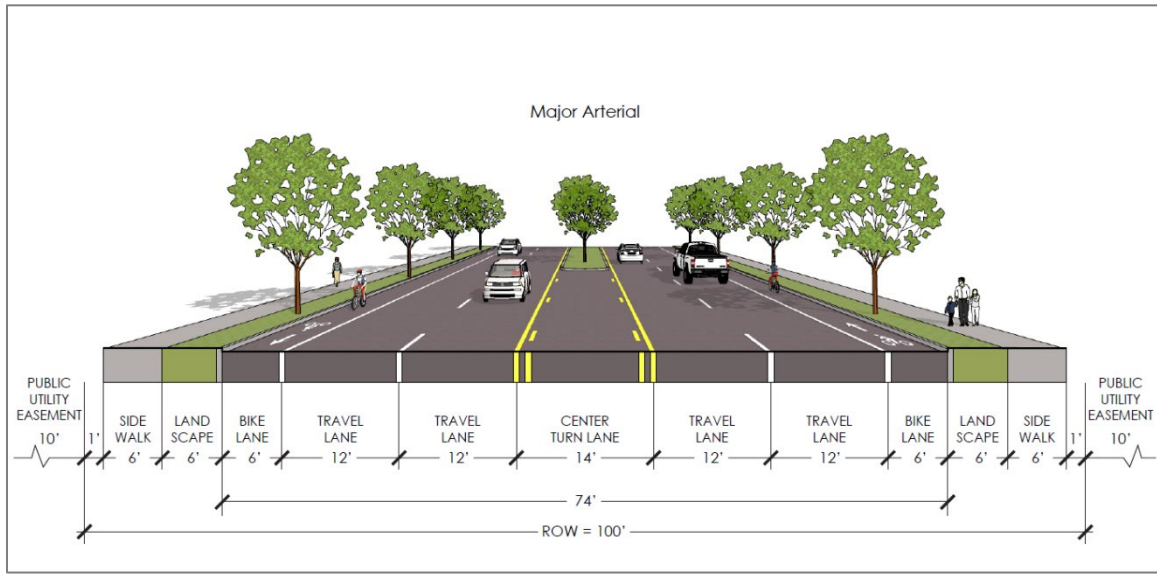 Major Arterial
PUBLIC
UTILITY
EASEMENT
10'
1'
SIDE
WALK
6'
LAND
SCAPE
6'
BIKE
LANE
6'
TRAVEL
LANE
12'
TRAVEL
LANE
12'
CENTER
TURN LANE
14'
TRAVEL
LANE
12'
TRAVEL
LANE
12'
BIKE
LANE
6'
LAND
SCAPE
6'
SIDE
WALK
6'
1'
PUBLIC
UTILITY
EASEMENT
10'
74'
ROW = 100'